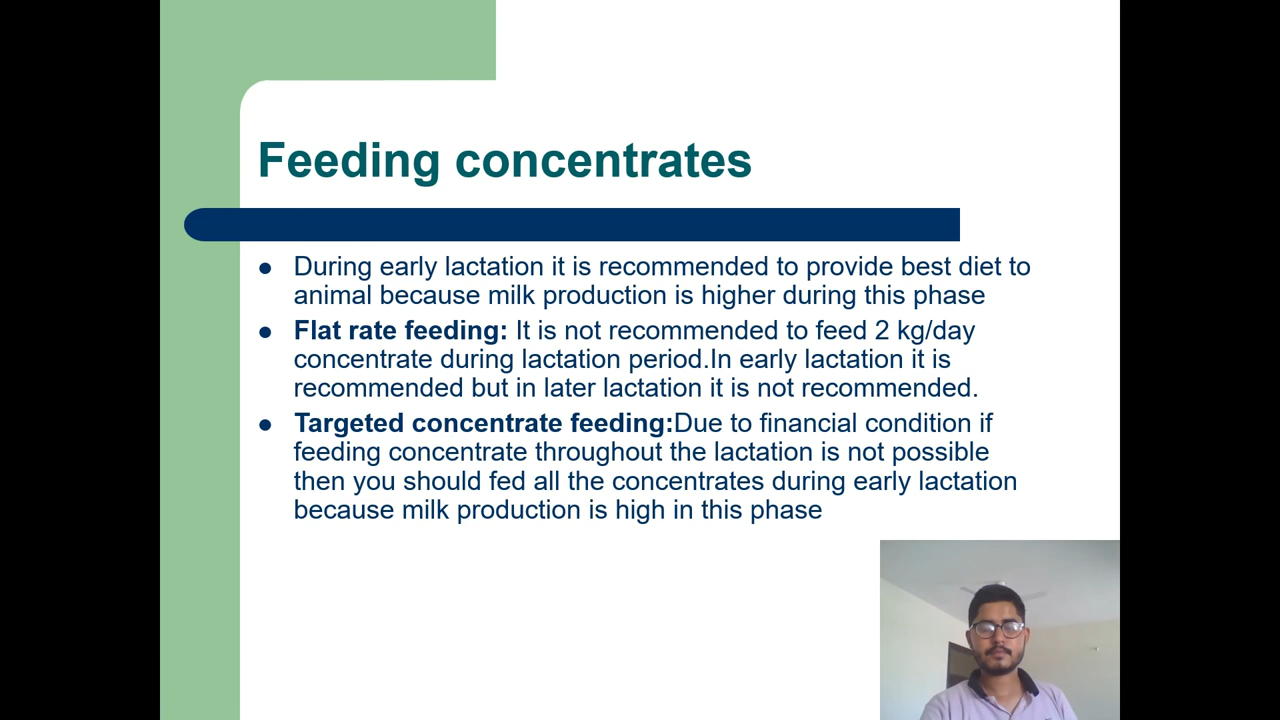 Feeding concentrates
During early lactation it is recommended to provide best diet to
animal because milk production is higher during this phase
Flat rate feeding: It is not recommended to feed 2 kg/day
concentrate during lactation period.In early lactation it is
recommended but in later lactation it is not recommended.
Targeted concentrate feeding:Due to financial condition if
feeding concentrate throughout the lactation is not possible
then you should fed all the concentrates during early lactation
because milk production is high in this phase